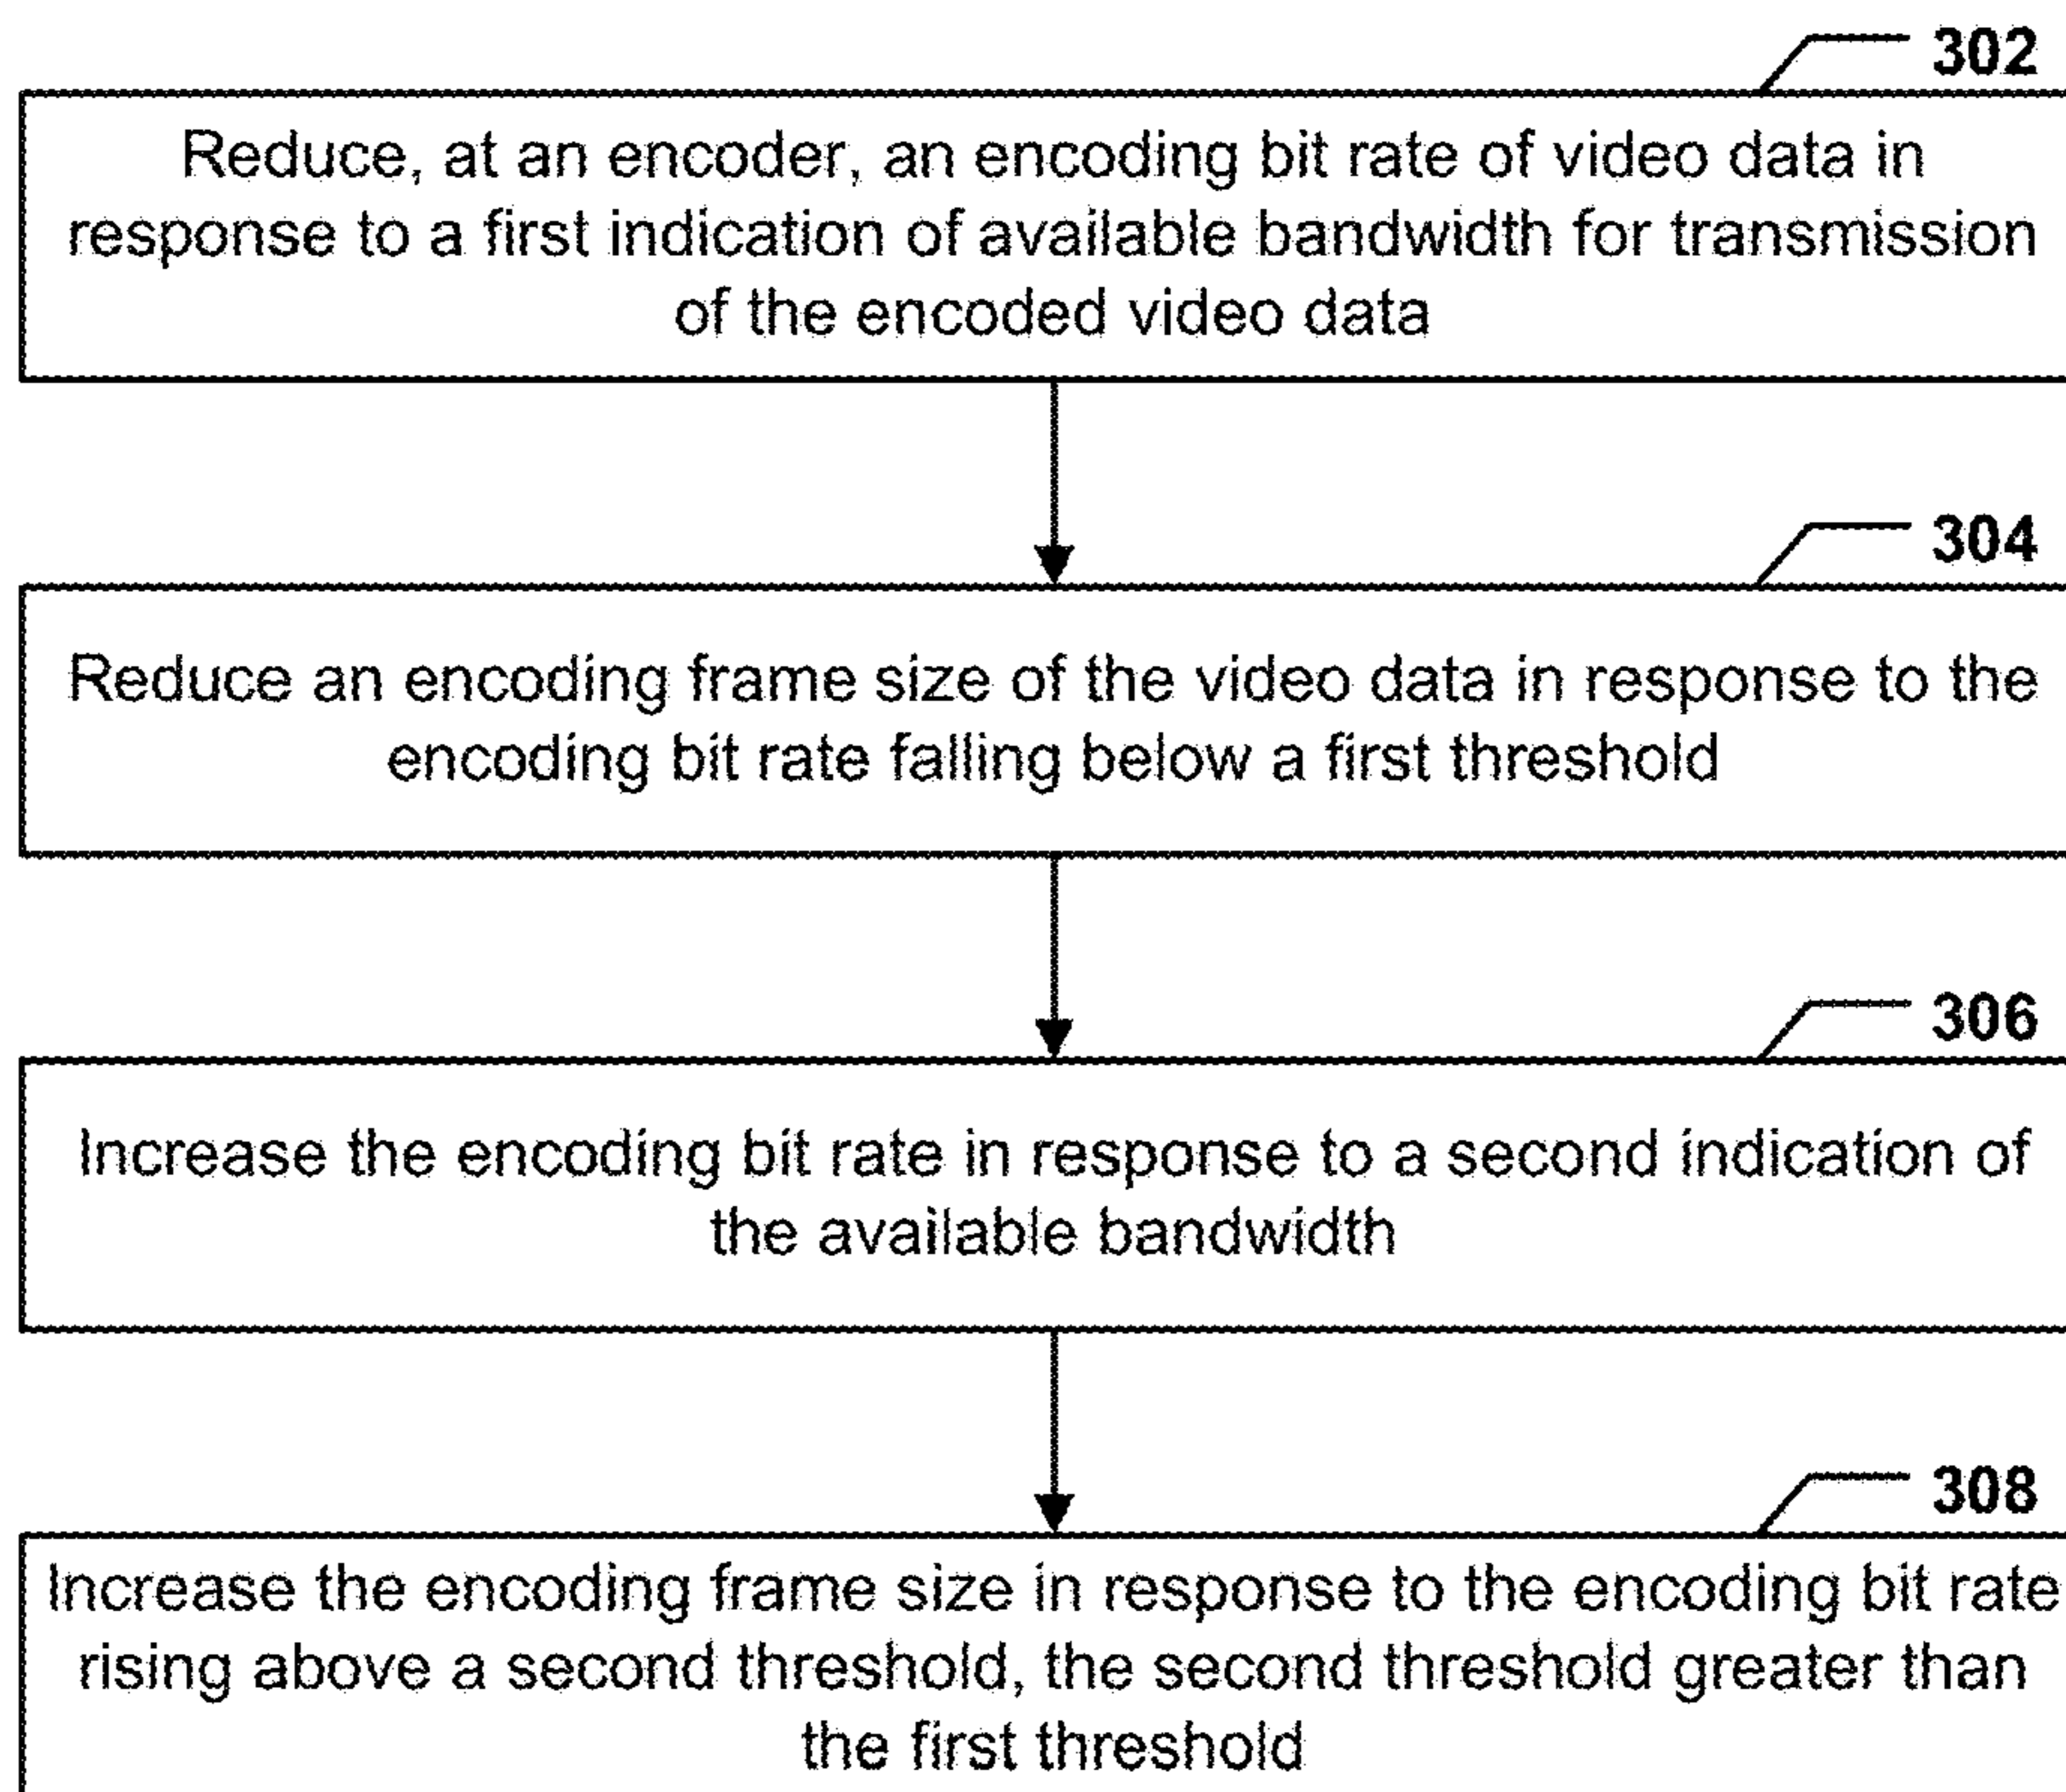 302
Reduce, at an encoder, an encoding bit rate of video data in
response to a first indication of available bandwidth for transmission
of the encoded video data
304
Reduce an encoding frame size of the video data in response to the
encoding bit rate falling below a first threshold
306
Increase the encoding bit rate in response to a second indication of
the available bandwidth
308
Increase the encoding frame size in response to the encoding bit rate
rising above a second threshold, the second threshold greater than
the first threshold